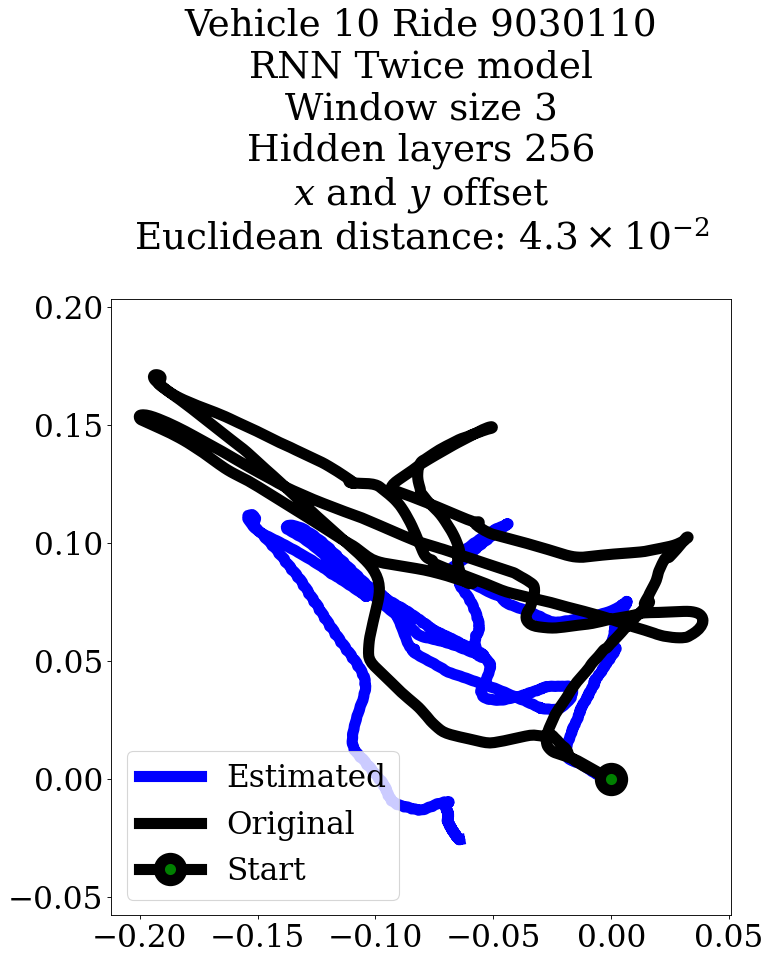 Vehicle 10 Ride 9030110
RNN Twice model
Window size 3
Hidden layers 256
x and y offset
Euclidean distance: 4.3 × 10⁻²
0.20
0.15
0.10
0.05
0.00
−0.05
Estimated
Original
Start
−0.20 −0.15 −0.10 −0.05 0.00 0.05